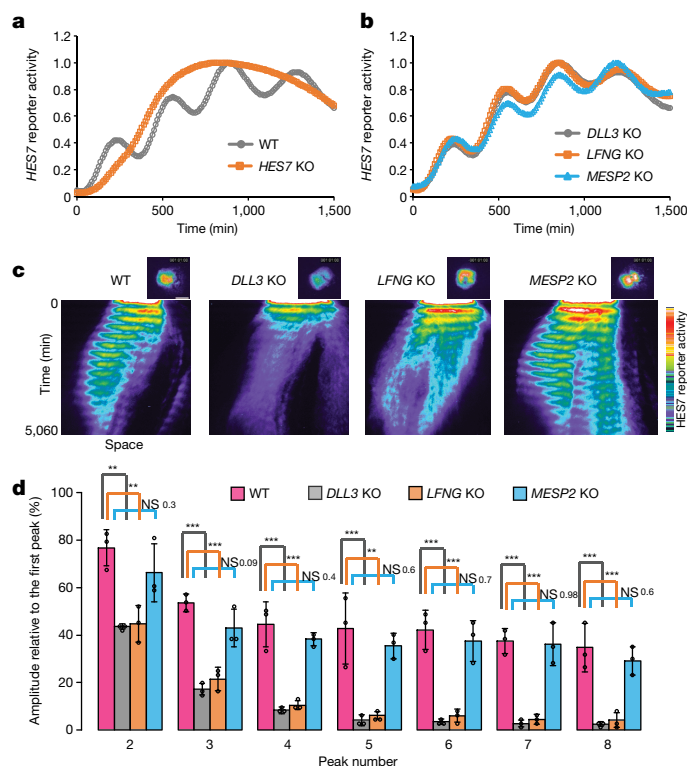 a
1.2
1.0
0.8
0.6
0.4
0.2
0
HES7 reporter activity
WT
HES7 KO
0
500
1,000
1,500
Time (min)
b
1.2
1.0
0.8
0.6
0.4
0.2
0
HES7 reporter activity
DLL3 KO
LFNG KO
MESP2 KO
0
500
1,000
1,500
Time (min)
c
WT
DLL3 KO
LFNG KO
MESP2 KO
0
Time (min)
5,060
Space
HES7 reporter activity
d
WT
DLL3 KO
LFNG KO
MESP2 KO
Amplitude relative to the first peak (%)
100
80
60
40
20
0
**
**
NS 0.3
***
***
NS 0.09
***
***
NS 0.4
***
**
NS 0.6
***
***
NS 0.7
***
***
NS 0.98
***
***
NS 0.6
2
3
4
5
6
7
8
Peak number